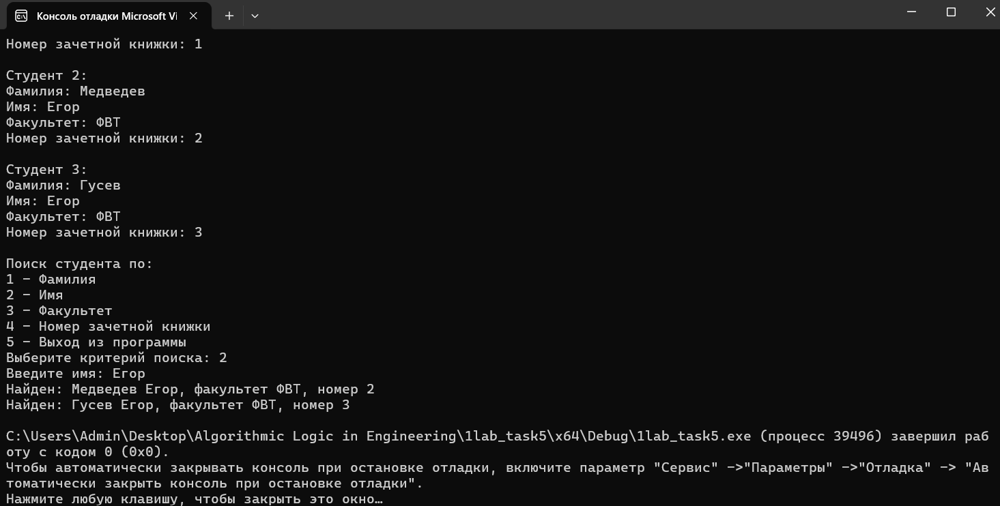 Консоль отладки Microsoft Vi
Номер зачетной книжки: 1
Студент 2:
Фамилия: Медведев
Имя: Егор
Факультет: ФВТ
Номер зачетной книжки: 2
Студент 3:
Фамилия: Гусев
Имя: Егор
Факультет: ФВТ
Номер зачетной книжки: 3
Поиск студента по:
1 - Фамилия
2 - Имя
3 - Факультет
4 - Номер зачетной книжки
5 - Выход из программы
Выберите критерий поиска: 2
Введите имя: Егор
Найден: Медведев Егор, факультет ФВТ, номер 2
Найден: Гусев Егор, факультет ФВТ, номер 3
C:\Users\Admin\Desktop\Algorithmic Logic in Engineering\1lab_task5\x64\Debug\1lab_task5.exe (процесс 39496) завершил раб
оту с кодом 0 (0x0).
Чтобы автоматически закрывать консоль при остановке отладки, включите параметр "Сервис" ->"Параметры" ->"Отладка" -> "Ав
томатически закрыть консоль при остановке отладки".
Нажмите любую клавишу, чтобы закрыть это окно…